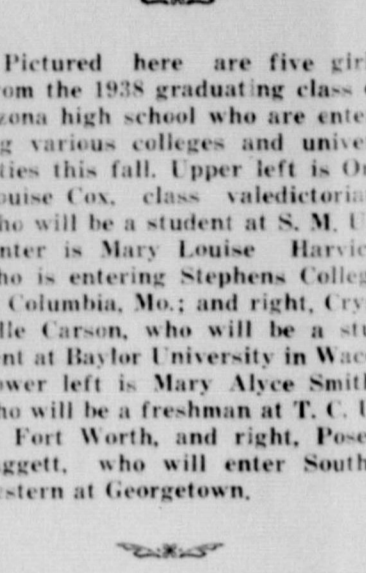 Pictured here are five gir
om the 1938 graduating class
zona high school who are ente
g various colleges and unive
ties this fall. Upper left is Or
ouise Cox, class valedictoria
ho will be a student at S. M. U
nter is Mary Louise Harvic
ho is entering Stephens Colleg
Columbia, Mo.; and right, Cry
lle Carson, who will be a stu
ent at Baylor University in Wac
ower left is Mary Alyce Smith
ho will be a freshman at T. C. U
Fort Worth, and right, Pose
ggett, who will enter South
estern at Georgetown.